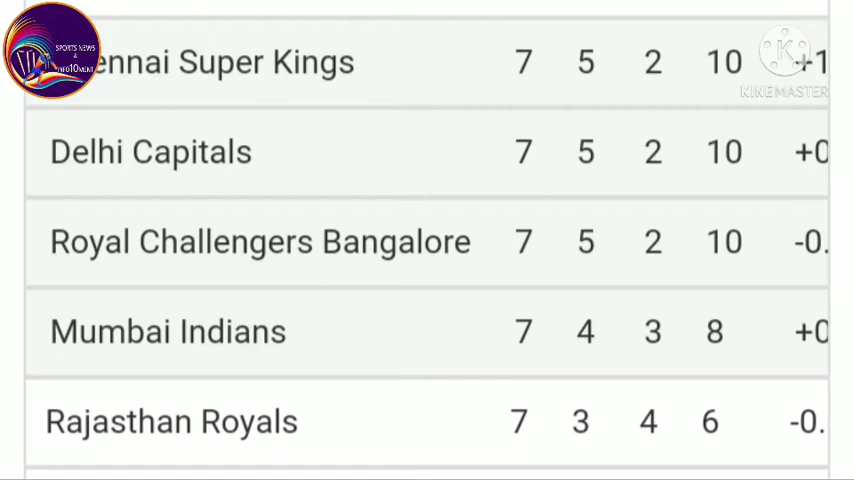 SPORTS NEWS
&
INFO10MENT
ennai Super Kings 7 5 2 10 +1
KINEMASTER
Delhi Capitals 7 5 2 10 +0
Royal Challengers Bangalore 7 5 2 10 -0.
Mumbai Indians 7 4 3 8 +0
Rajasthan Royals 7 3 4 6 -0.